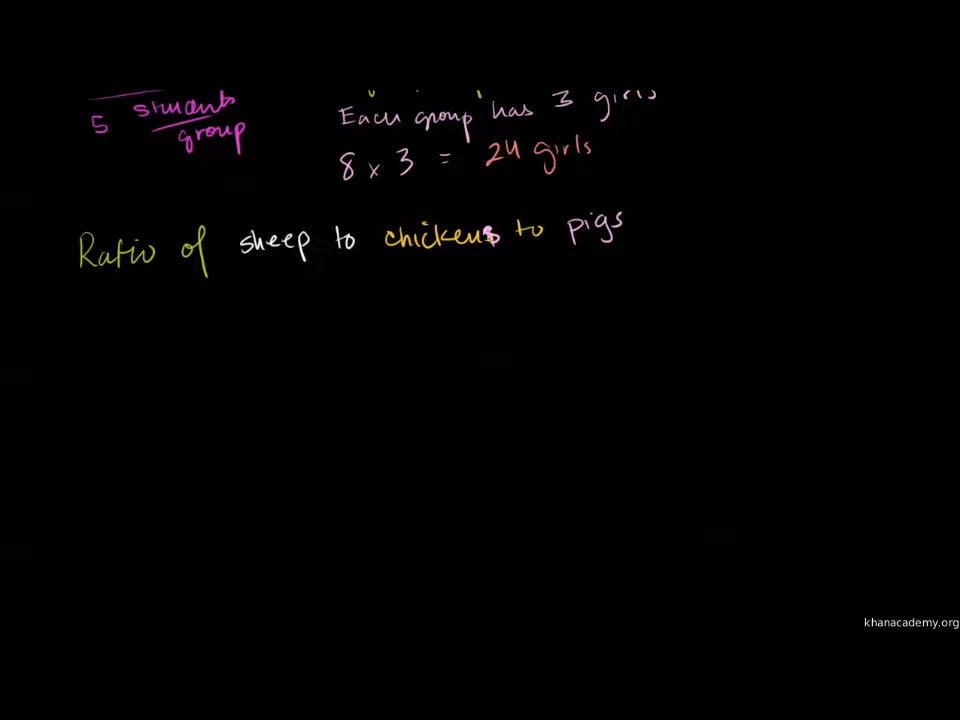 5 students
group
Each group has 3 girls
8 x 3 = 24 girls
Ratio of sheep to chickens to pigs
khanacademy.org